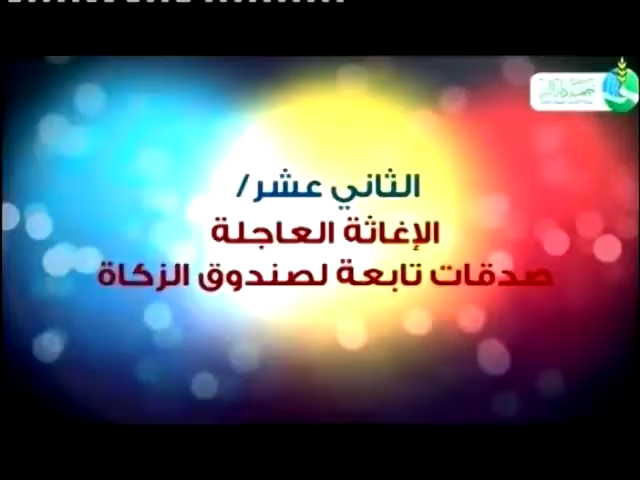 الثاني عشر/
الإغاثة العاجلة
صدقات تابعة لصندوق الزكاة